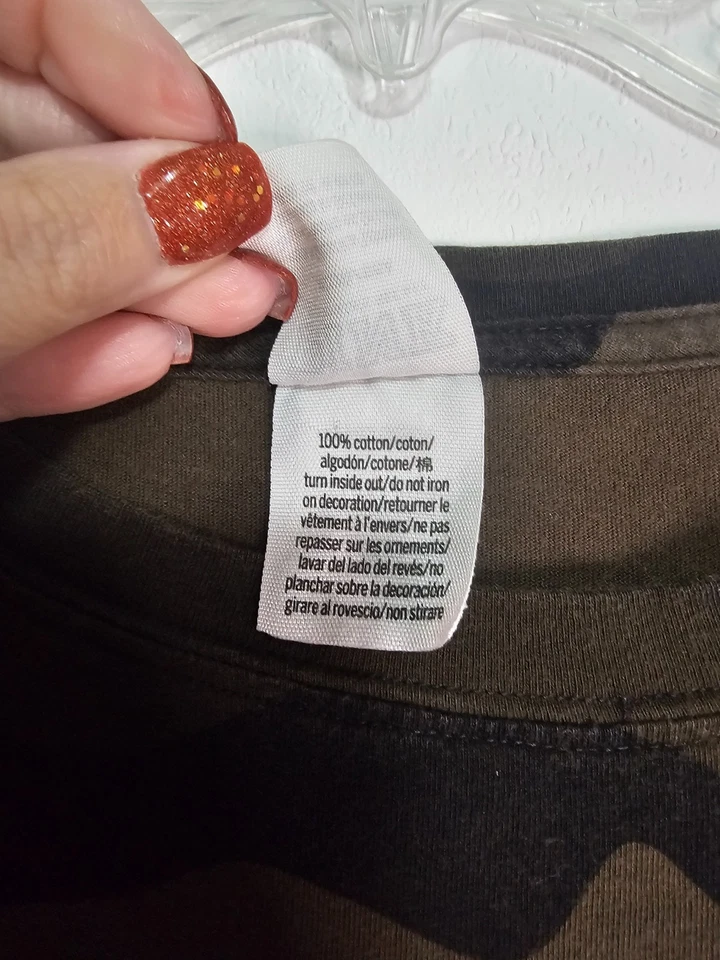 100% cotton/coton/
algodón/cotone/棉
turn inside out/do not iron
on decoration/retourner le
vêtement à l'envers/ne pas
repasser sur les ornements/
lavar del lado del revés/no
planchar sobre la decoración/
girare al rovescio/non stirare